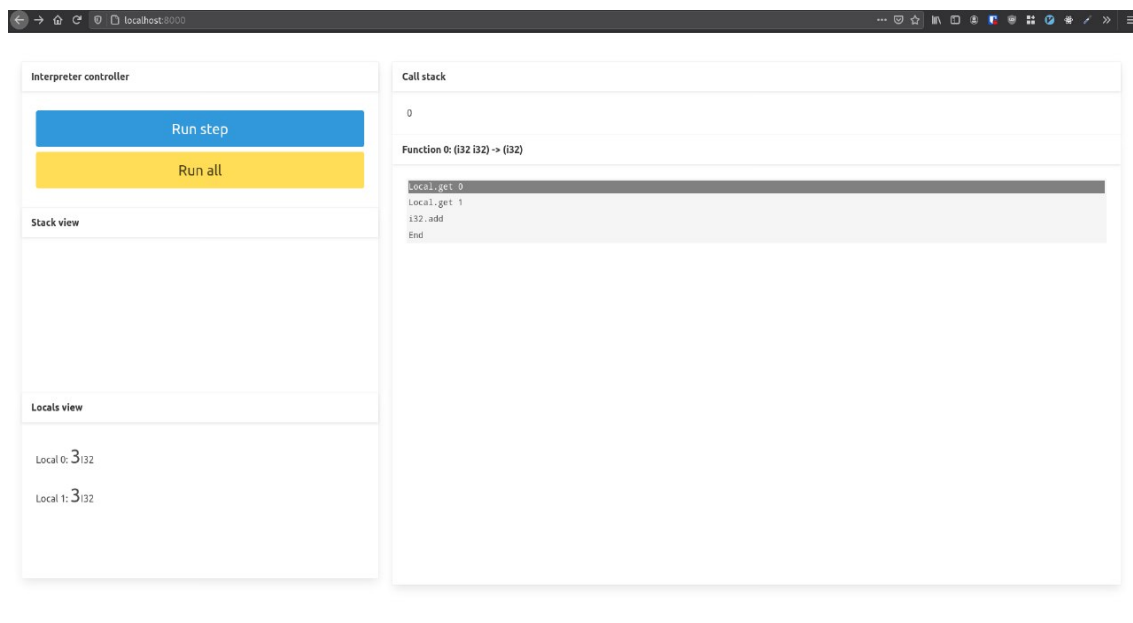 localhost:8000
Interpreter controller
Run step
Run all
Stack view
Locals view
Local 0: 3I32
Local 1: 3I32
Call stack
0
Function 0: (i32 i32) -> (i32)
Local.get 0
Local.get 1
i32.add
End